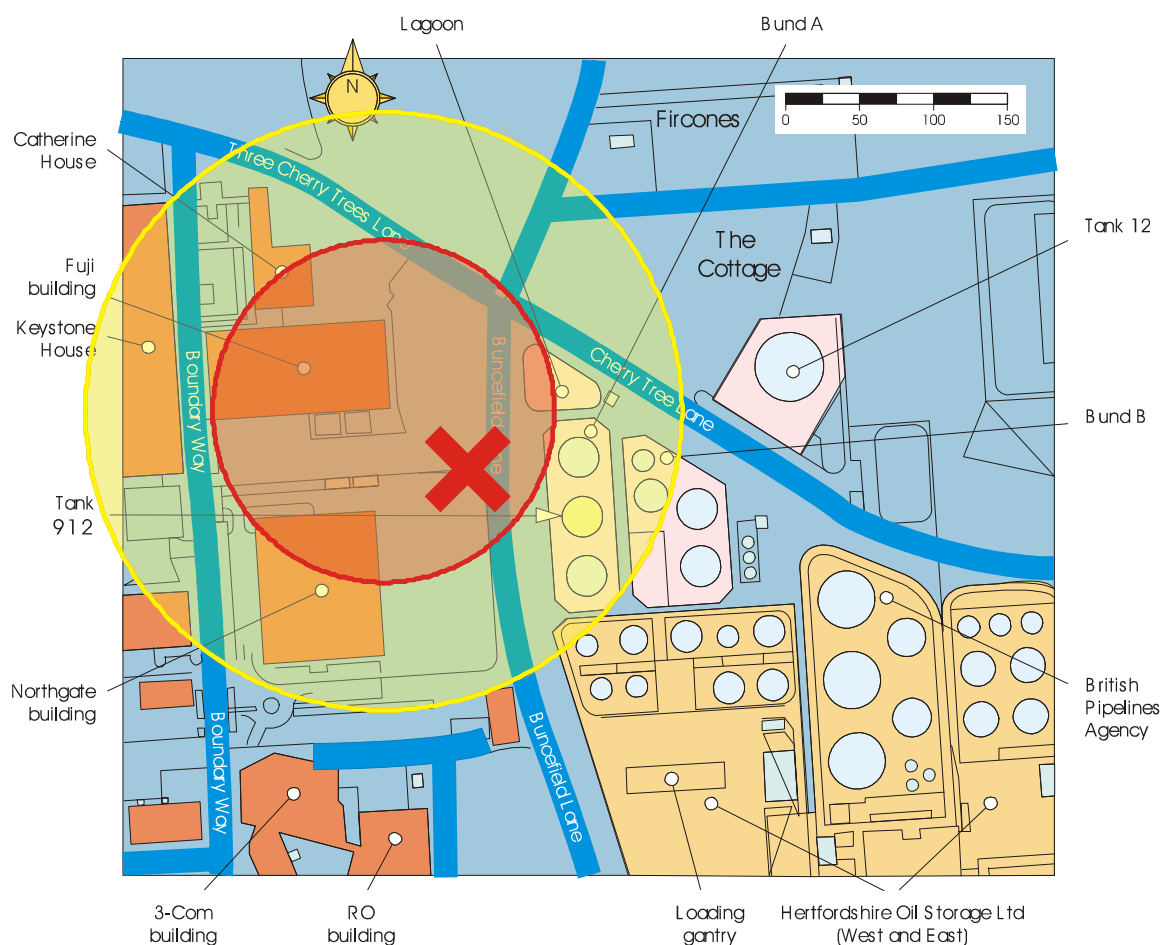 Lagoon
Bund A
N
Fircones
0
50
100
150
Catherine
House
Three Cherry Trees Lane
The
Cottage
Tank 12
Fuji
building
Keystone
House
Boundary Way
Buncefield Lane
Cherry Tree Lane
Bund B
Tank
912
Northgate
building
Boundary Way
Buncefield Lane
British
Pipelines
Agency
3-Com
building
RO
building
Loading
gantry
Hertfordshire Oil Storage Ltd
(West and East)